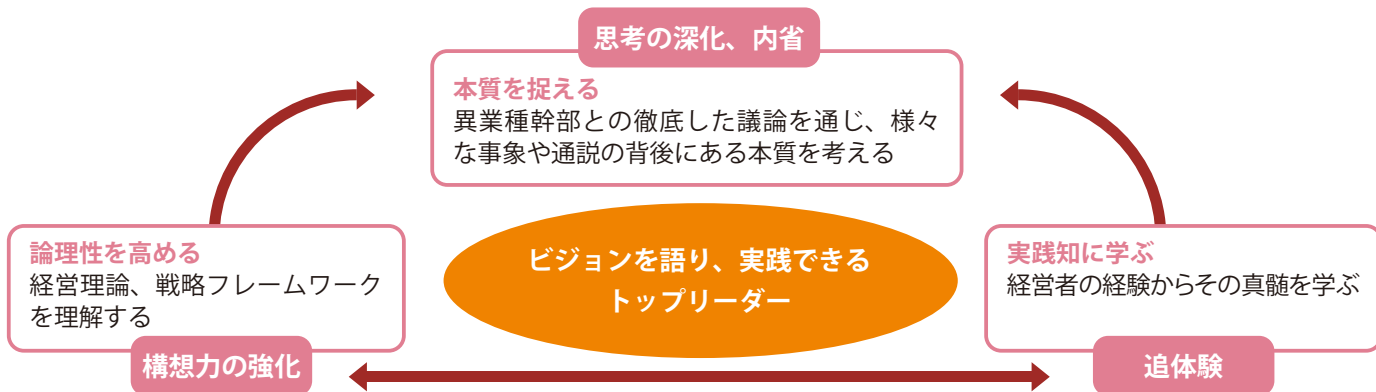 思考の深化、内省
本質を捉える
異業種幹部との徹底した議論を通じ、様々
な事象や通説の背後にある本質を考える
論理性を高める
経営理論、戦略フレームワーク
を理解する
構想力の強化
ビジョンを語り、実践できる
トップリーダー
実践知に学ぶ
経営者の経験からその真髄を学ぶ
追体験